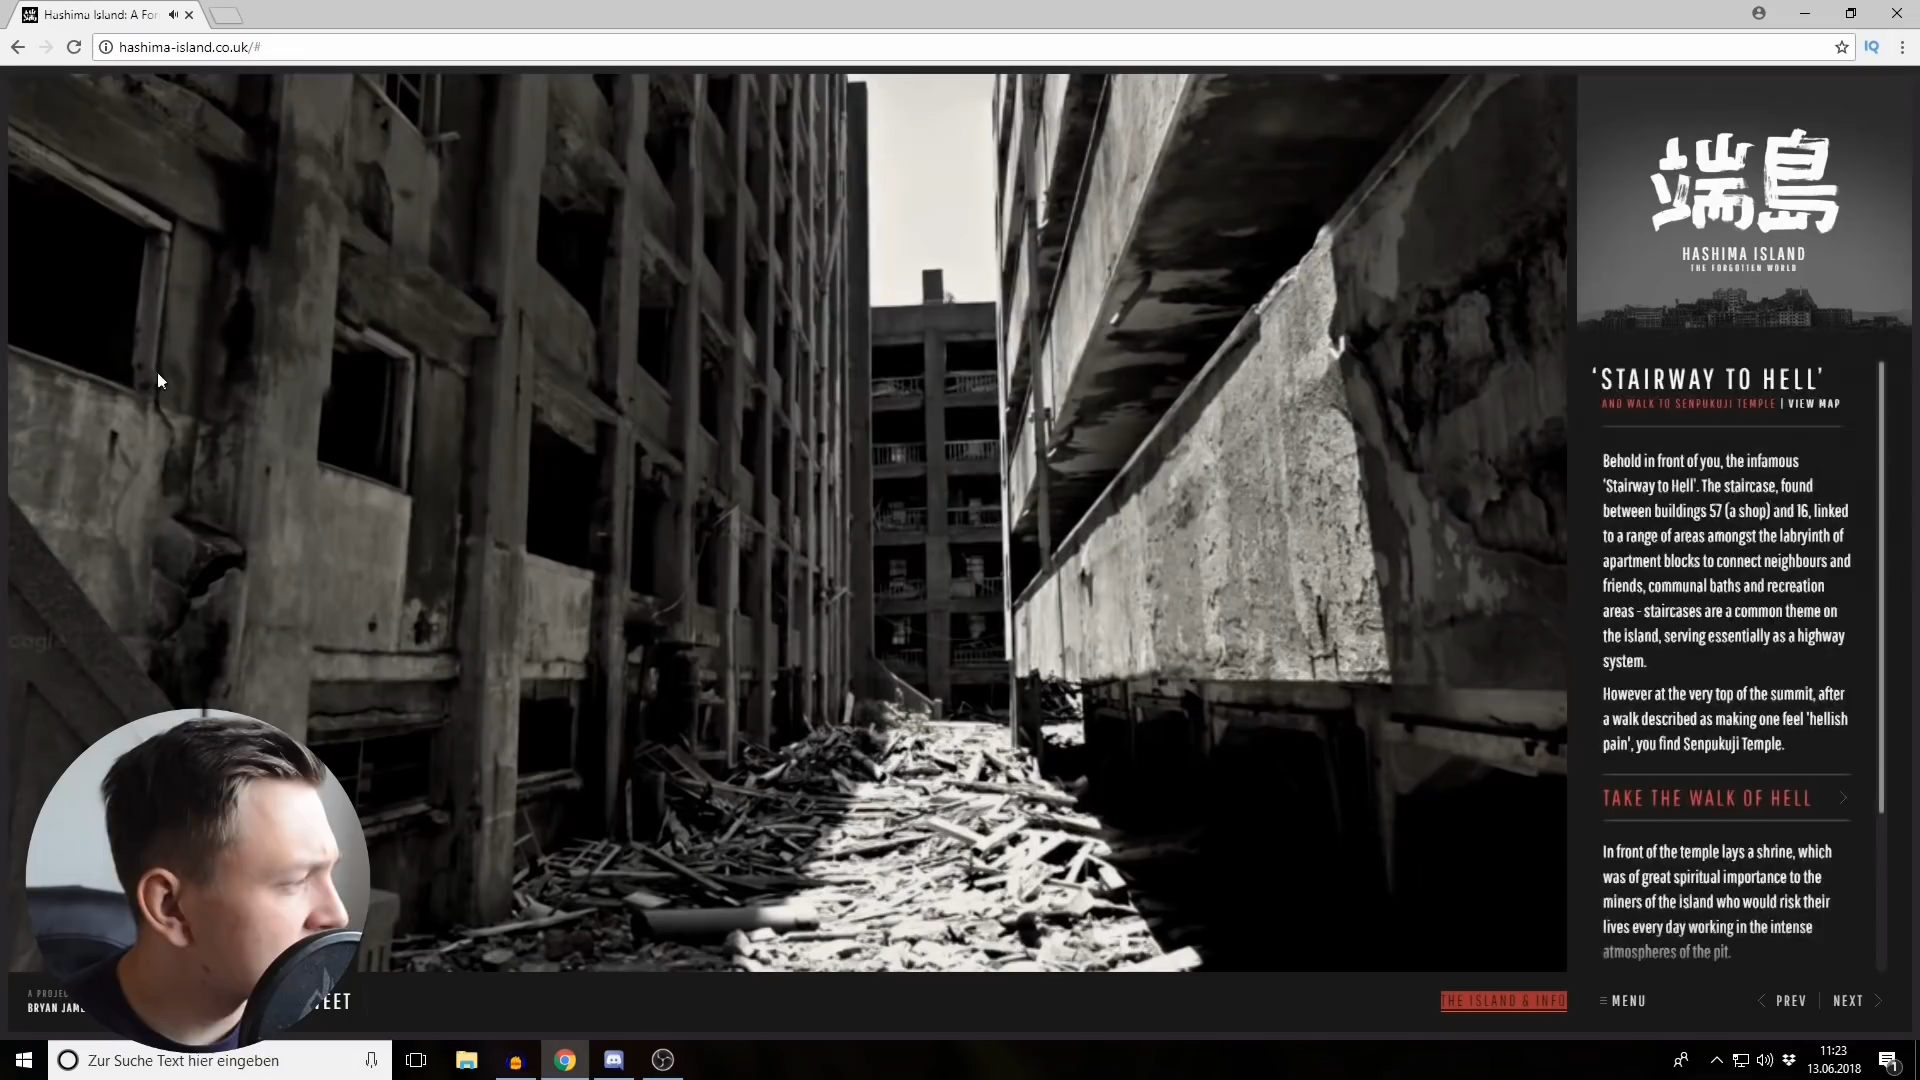 Hashima Island: A For
hashima-island.co.uk/#
IQ
端島
HASHIMA ISLAND
THE FORGOTTEN WORLD
‘STAIRWAY TO HELL’
AND WALK TO SENPUKUJI TEMPLE | VIEW MAP
Behold in front of you, the infamous
‘Stairway to Hell’. The staircase, found
between buildings 57 (a shop) and 16, linked
to a range of areas amongst the labryinth of
apartment blocks to connect neighbours and
friends, communal baths and recreation
areas - staircases are a common theme on
the island, serving essentially as a highway
system.
However at the very top of the summit, after
a walk described as making one feel 'hellish
pain', you find Senpukuji Temple.
TAKE THE WALK OF HELL
In front of the temple lays a shrine, which
was of great spiritual importance to the
miners of the island who would risk their
lives every day working in the intense
atmospheres of the pit.
A PROJEC
BRYAN JAME
EET
THE ISLAND & INFO
MENU
PREV
NEXT
Zur Suche Text hier eingeben
11:23
13.06.2018
1